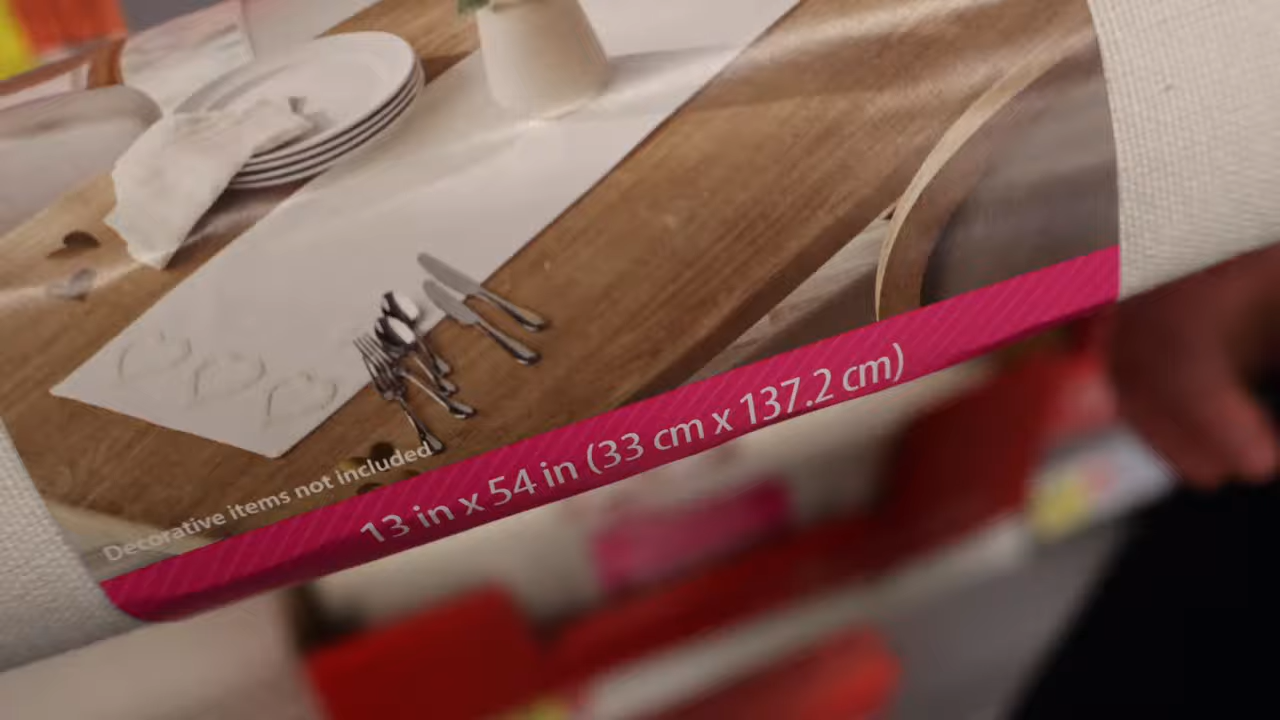 Decorative items not included
13 in x 54 in (33 cm x 137.2 cm)